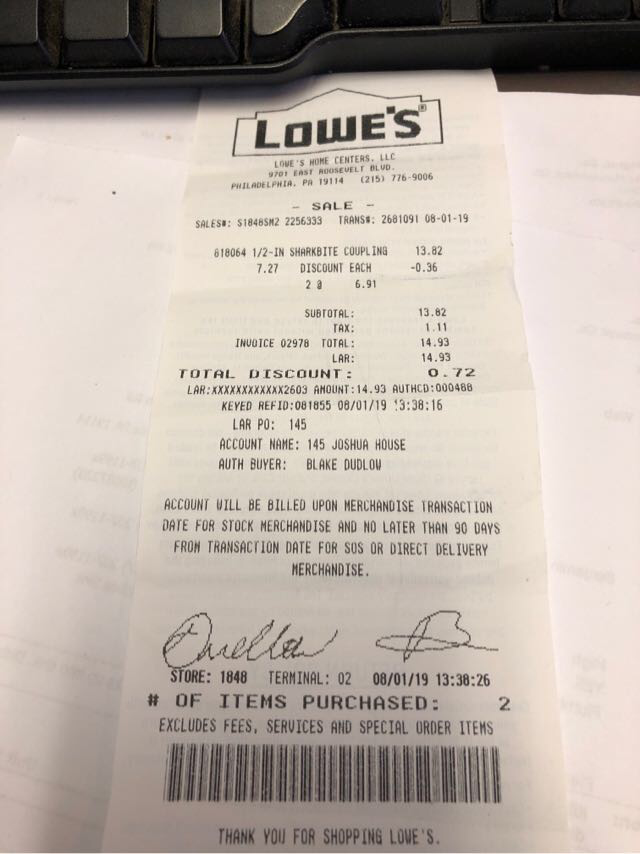 LOWE'S®
LOWE'S HOME CENTERS, LLC
9701 EAST ROOSEVELT BLVD.
PHILADELPHIA, PA 19114 (215) 776-9006
- SALE -
SALES#: S1848SM2 2256333 TRANS#: 2681091 08-01-19
618064 1/2-IN SHARKBITE COUPLING 13.82
7.27 DISCOUNT EACH -0.36
2 @ 6.91
SUBTOTAL: 13.82
TAX: 1.11
INVOICE 02978 TOTAL: 14.93
LAR: 14.93
TOTAL DISCOUNT: 0.72
LAR:XXXXXXXXXXXX2603 AMOUNT:14.93 AUTHCD:000488
KEYED REFID:081855 08/01/19 13:38:16
LAR PO: 145
ACCOUNT NAME: 145 JOSHUA HOUSE
AUTH BUYER: BLAKE DUDLOW
ACCOUNT WILL BE BILLED UPON MERCHANDISE TRANSACTION
DATE FOR STOCK MERCHANDISE AND NO LATER THAN 90 DAYS
FROM TRANSACTION DATE FOR SOS OR DIRECT DELIVERY
MERCHANDISE.
STORE: 1848 TERMINAL: 02 08/01/19 13:38:26
# OF ITEMS PURCHASED: 2
EXCLUDES FEES, SERVICES AND SPECIAL ORDER ITEMS
THANK YOU FOR SHOPPING LOWE'S.